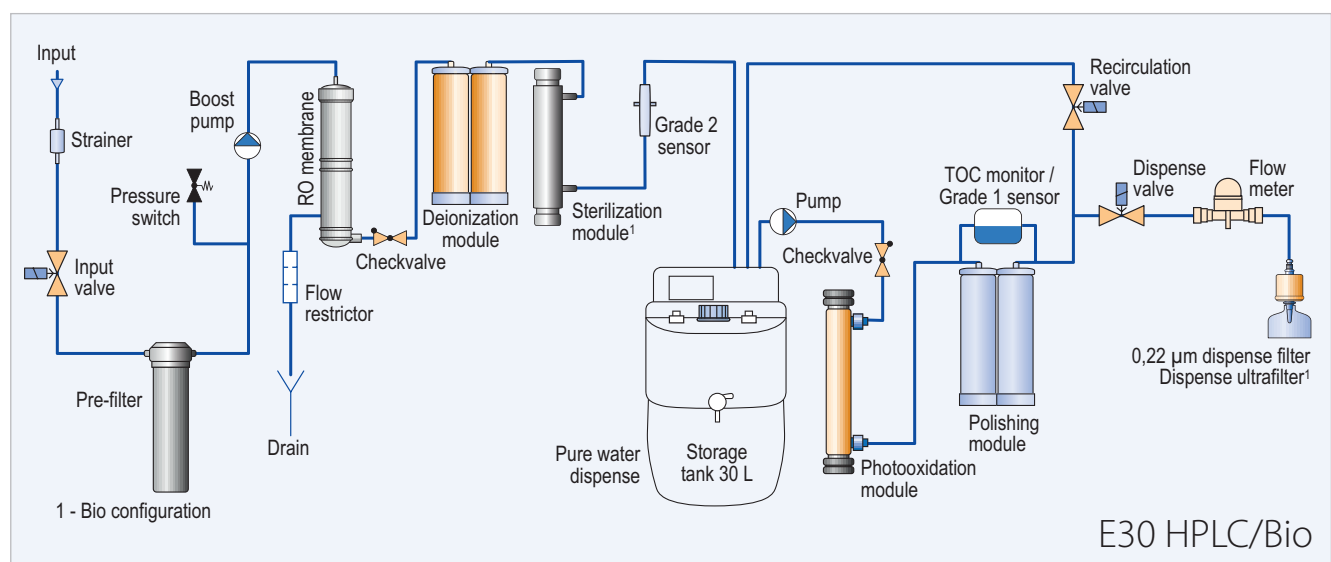 Input
Strainer
Pressure
switch
Input
valve
Pre-filter
1 - Bio configuration
Boost
pump
RO membrane
Flow
restrictor
Drain
Checkvalve
Deionization
module
Sterilization
module¹
Grade 2
sensor
Pure water
dispense
Storage
tank 30 L
Pump
Checkvalve
Photooxidation
module
TOC monitor /
Grade 1 sensor
Polishing
module
Recirculation
valve
Dispense
valve
Flow
meter
0,22 µm dispense filter
Dispense ultrafilter¹
E30 HPLC/Bio